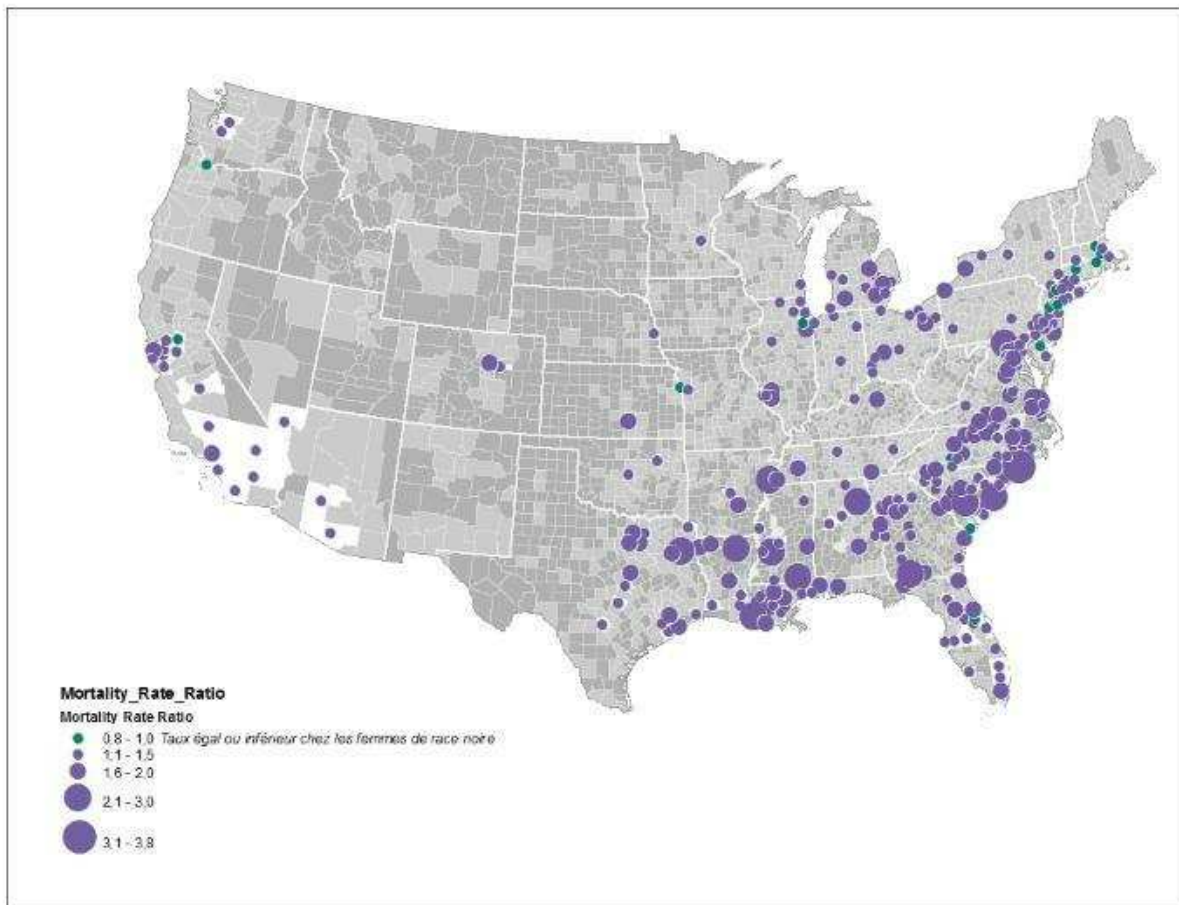 Mortality_Rate_Ratio
Mortality Rate Ratio
0.8 - 1.0 Taux égal ou inférieur chez les femmes de race noire
1.1 - 1.5
1.6 - 2.0
2.1 - 3.0
3.1 - 3.8